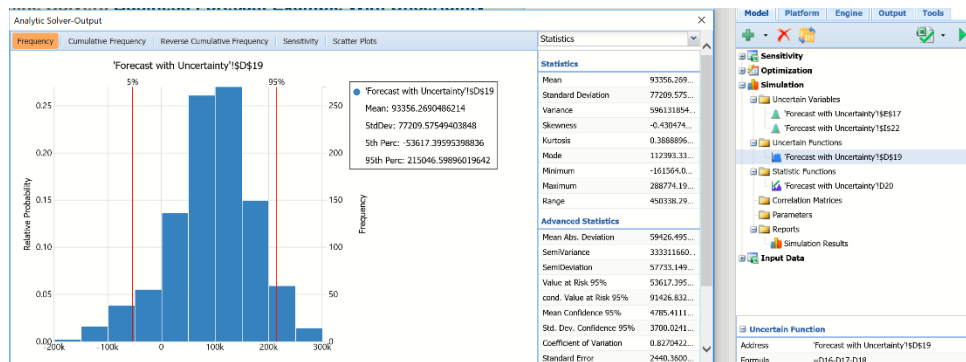 Analytic Solver-Output
Frequency Cumulative Frequency Reverse Cumulative Frequency Sensitivity Scatter Plots
'Forecast with Uncertainty'!$D$19
5% 95%
0.25
0.20
0.15
0.10
0.05
0.00
Relative Probability
-200k -100k 0 100k 200k 300k
250
200
150
100
50
0
Frequency
'Forecast with Uncertainty'!$D$19
Mean: 93356.2690486214
StdDev: 77209.57549403848
5th Perc: -53617.39595398836
95th Perc: 215046.59896019642
Statistics
Statistics
Mean 93356.269...
Standard Deviation 77209.575...
Variance 596131854...
Skewness -0.430474...
Kurtosis 0.3888896...
Mode 112393.33...
Minimum -161564.0...
Maximum 288774.19...
Range 450338.29...
Advanced Statistics
Mean Abs. Deviation 59426.495...
SemiVariance 333311660...
SemiDeviation 57733.149...
Value at Risk 95% 53617.395...
cond. Value at Risk 95% 91426.832...
Mean Confidence 95% 4785.4111...
Std. Dev. Confidence 95% 3700.0241...
Coefficient of Variation 0.8270422...
Standard Error 2440.3600...
Model Platform Engine Output Tools
Sensitivity
Optimization
Simulation
Uncertain Variables
'Forecast with Uncertainty'!$E$17
'Forecast with Uncertainty'!$I$22
Uncertain Functions
'Forecast with Uncertainty'!$D$19
Statistic Functions
'Forecast with Uncertainty'!D20
Correlation Matrices
Parameters
Reports
Simulation Results
Input Data
Uncertain Function
Address 'Forecast with Uncertainty'!$D$19
Formula =D16-D17-D18